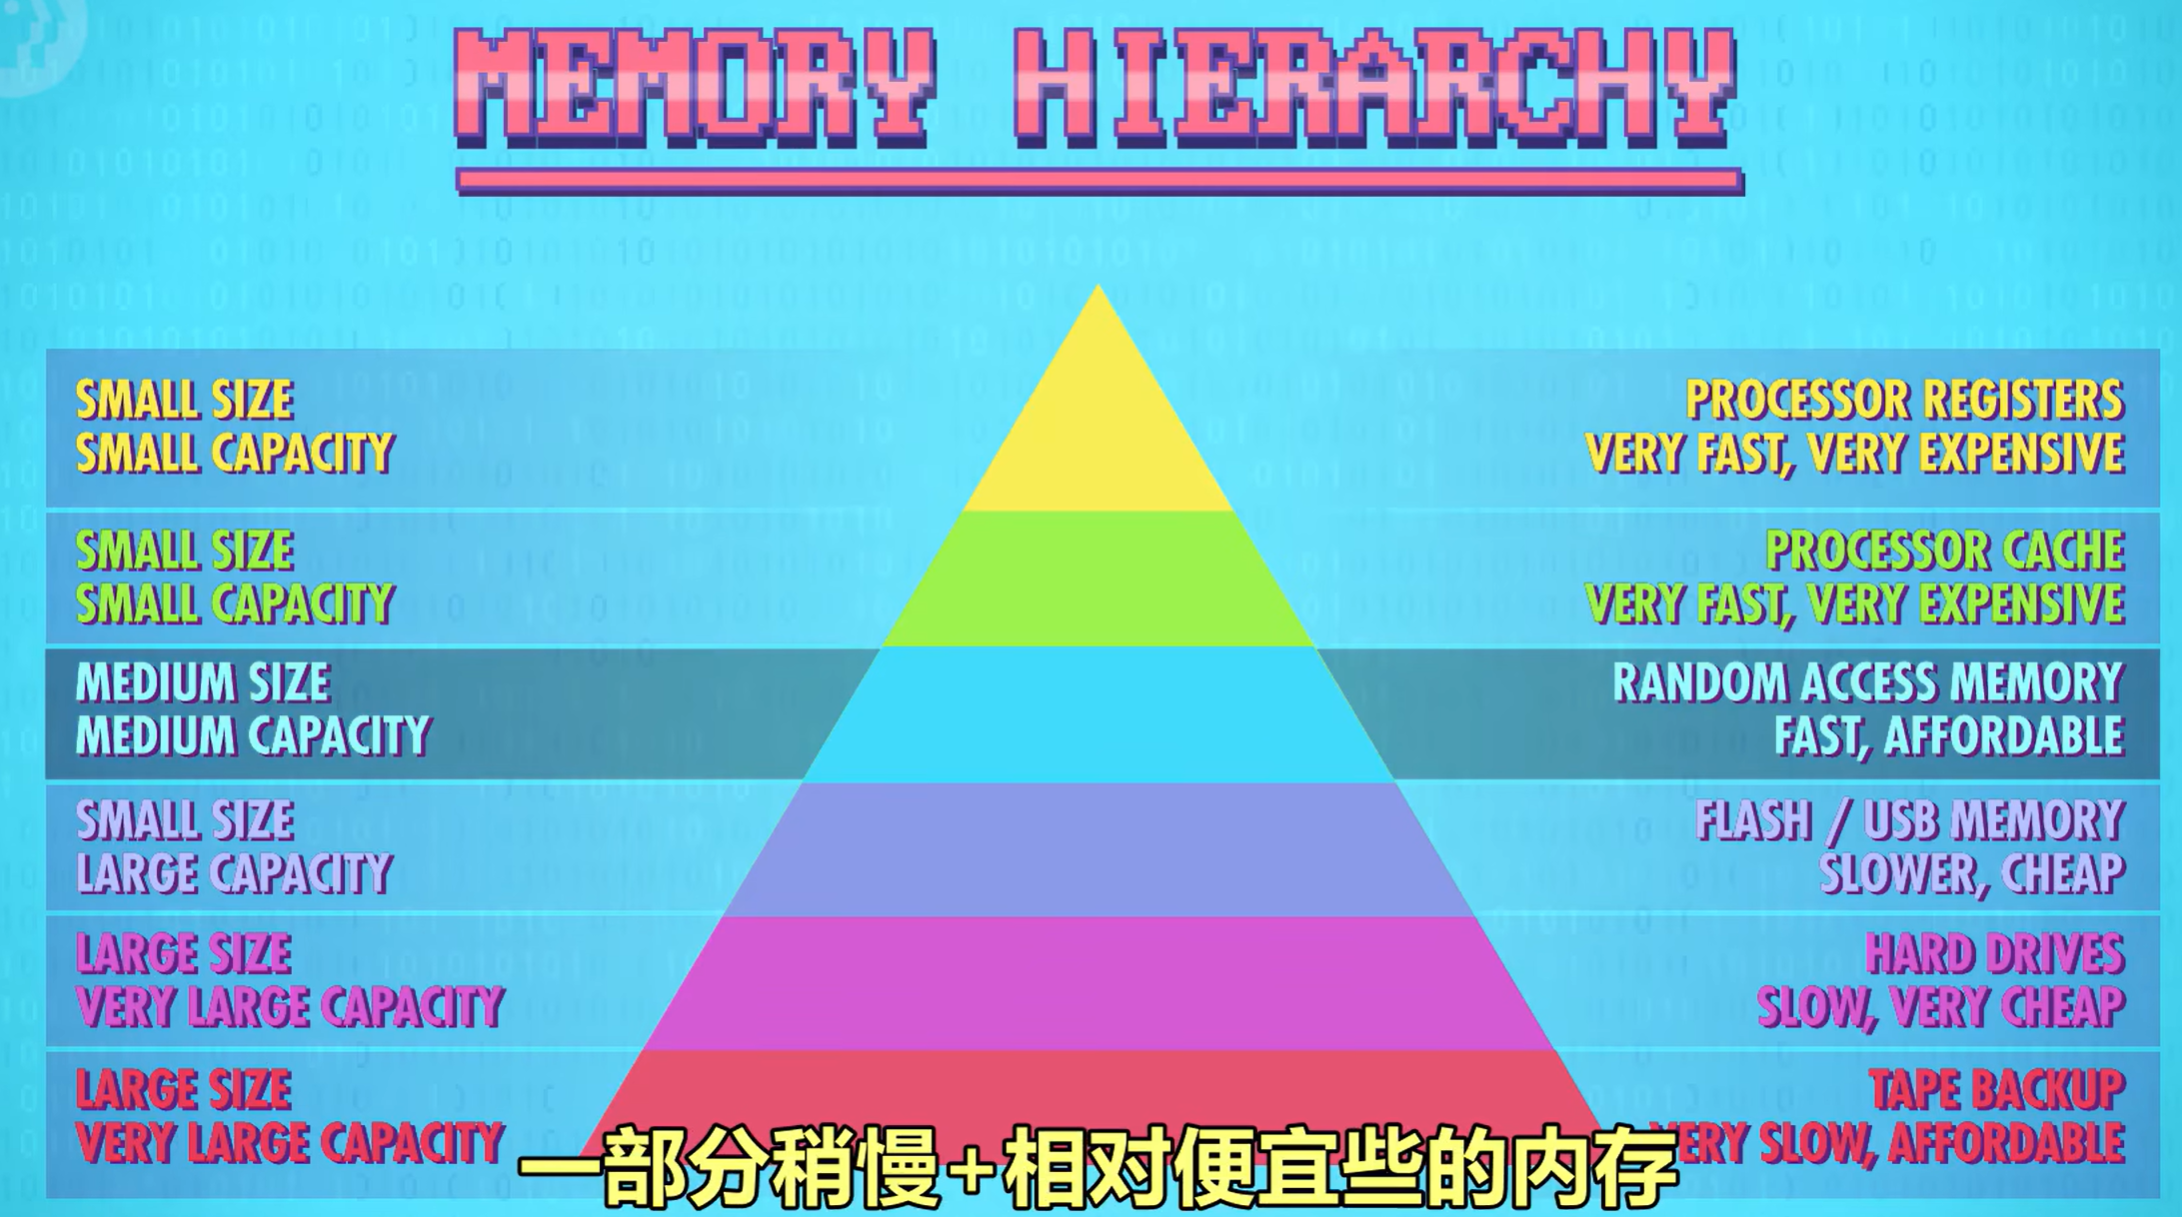 MEMORY HIERARCHY
SMALL SIZE
SMALL CAPACITY
PROCESSOR REGISTERS
VERY FAST, VERY EXPENSIVE
SMALL SIZE
SMALL CAPACITY
PROCESSOR CACHE
VERY FAST, VERY EXPENSIVE
MEDIUM SIZE
MEDIUM CAPACITY
RANDOM ACCESS MEMORY
FAST, AFFORDABLE
SMALL SIZE
LARGE CAPACITY
FLASH / USB MEMORY
SLOWER, CHEAP
LARGE SIZE
VERY LARGE CAPACITY
HARD DRIVES
SLOW, VERY CHEAP
LARGE SIZE
VERY LARGE CAPACITY
TAPE BACKUP
VERY SLOW, AFFORDABLE
一部分稍慢+相对便宜些的内存